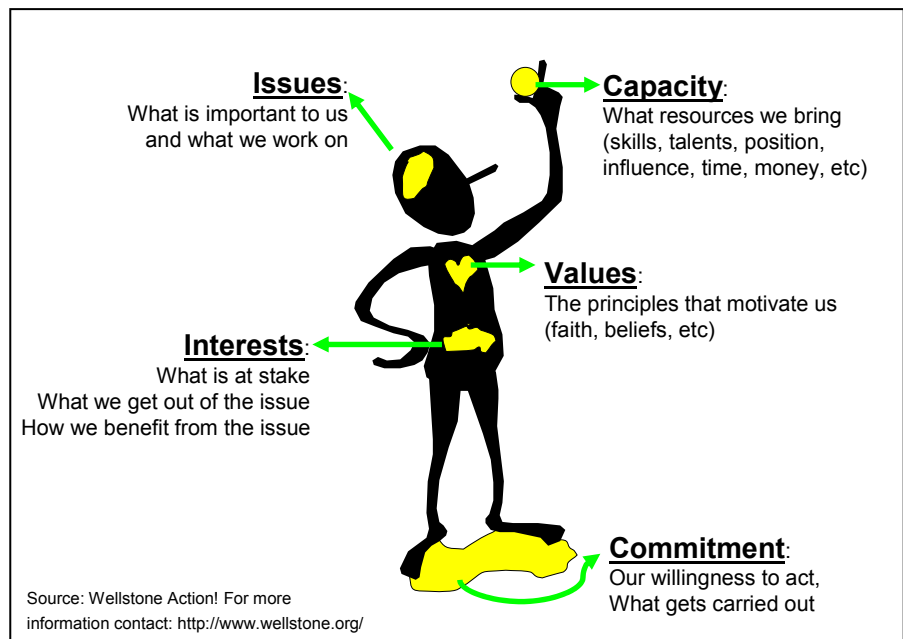 Issues:
What is important to us
and what we work on
Capacity:
What resources we bring
(skills, talents, position,
influence, time, money, etc)
Values:
The principles that motivate us
(faith, beliefs, etc)
Interests:
What is at stake
What we get out of the issue
How we benefit from the issue
Commitment:
Our willingness to act,
What gets carried out
Source: Wellstone Action! For more
information contact: http://www.wellstone.org/